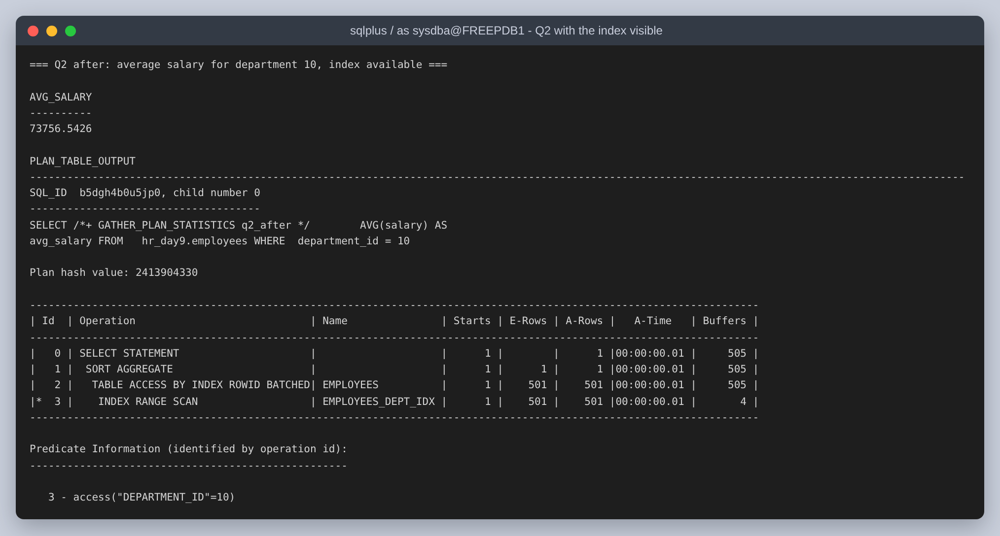 sqlplus / as sysdba@FREEPDB1 - Q2 with the index visible
=== Q2 after: average salary for department 10, index available ===
AVG_SALARY
----------
73756.5426
PLAN_TABLE_OUTPUT
------------------------------------------------------------------------------------------------------------------------------------------------------
SQL_ID  b5dgh4b0u5jp0, child number 0
-------------------------------------
SELECT /*+ GATHER_PLAN_STATISTICS q2_after */        AVG(salary) AS
avg_salary FROM   hr_day9.employees WHERE  department_id = 10
Plan hash value: 2413904330
---------------------------------------------------------------------------------------------------------------------
| Id  | Operation                            | Name               | Starts | E-Rows | A-Rows |   A-Time   | Buffers |
---------------------------------------------------------------------------------------------------------------------
|   0 | SELECT STATEMENT                     |                    |      1 |        |      1 |00:00:00.01 |     505 |
|   1 |  SORT AGGREGATE                      |                    |      1 |      1 |      1 |00:00:00.01 |     505 |
|   2 |   TABLE ACCESS BY INDEX ROWID BATCHED| EMPLOYEES          |      1 |    501 |    501 |00:00:00.01 |     505 |
|*  3 |    INDEX RANGE SCAN                  | EMPLOYEES_DEPT_IDX |      1 |    501 |    501 |00:00:00.01 |       4 |
---------------------------------------------------------------------------------------------------------------------
Predicate Information (identified by operation id):
---------------------------------------------------
   3 - access("DEPARTMENT_ID"=10)